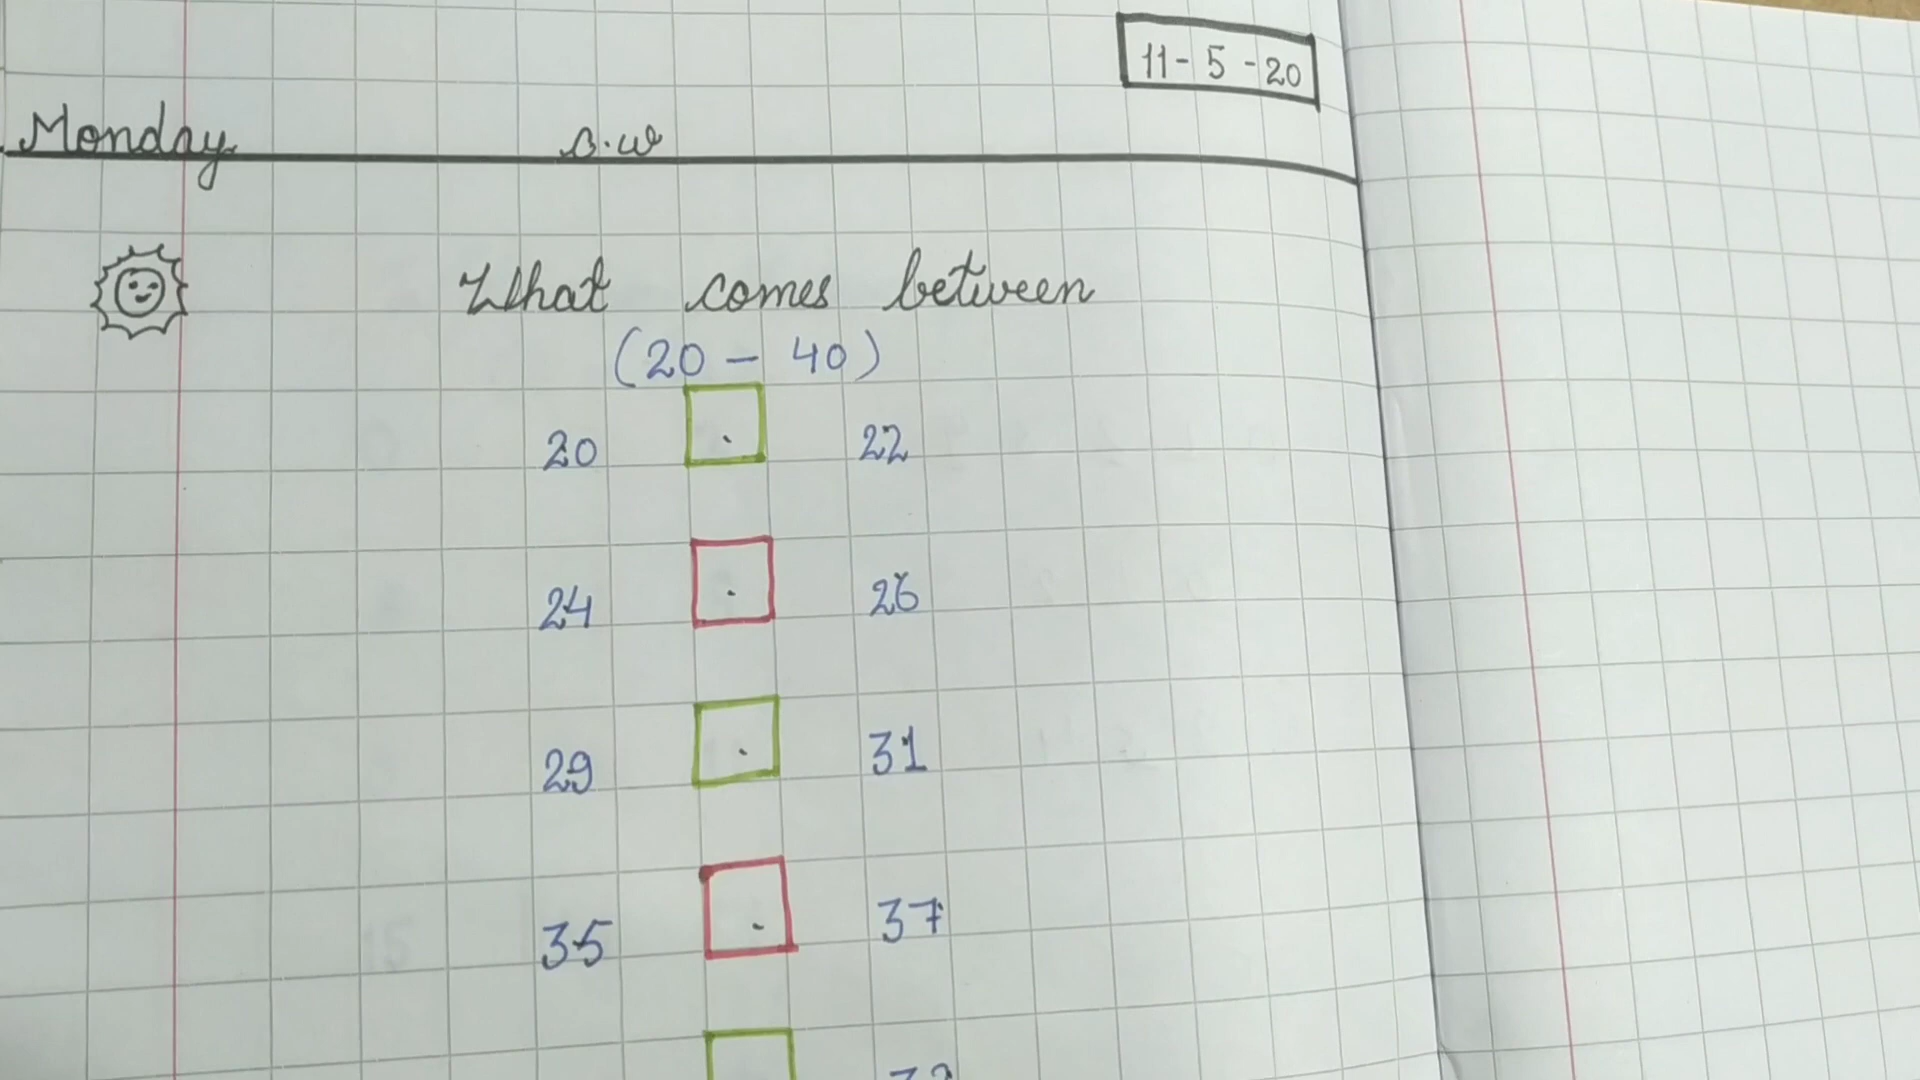 11-5-20
Monday c.w
What comes between
(20 - 40)
20 . 22
24 . 26
29 . 31
35 . 37